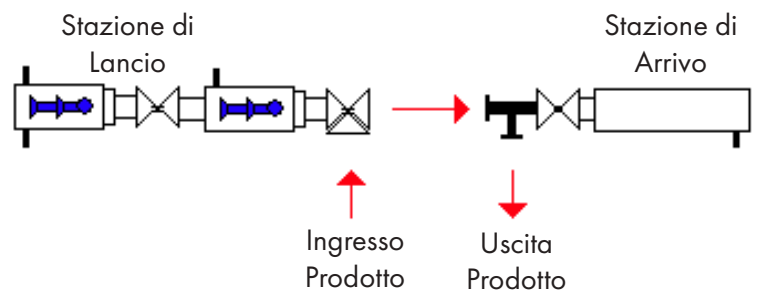 Stazione di
Lancio
Stazione di
Arrivo
Ingresso
Prodotto
Uscita
Prodotto